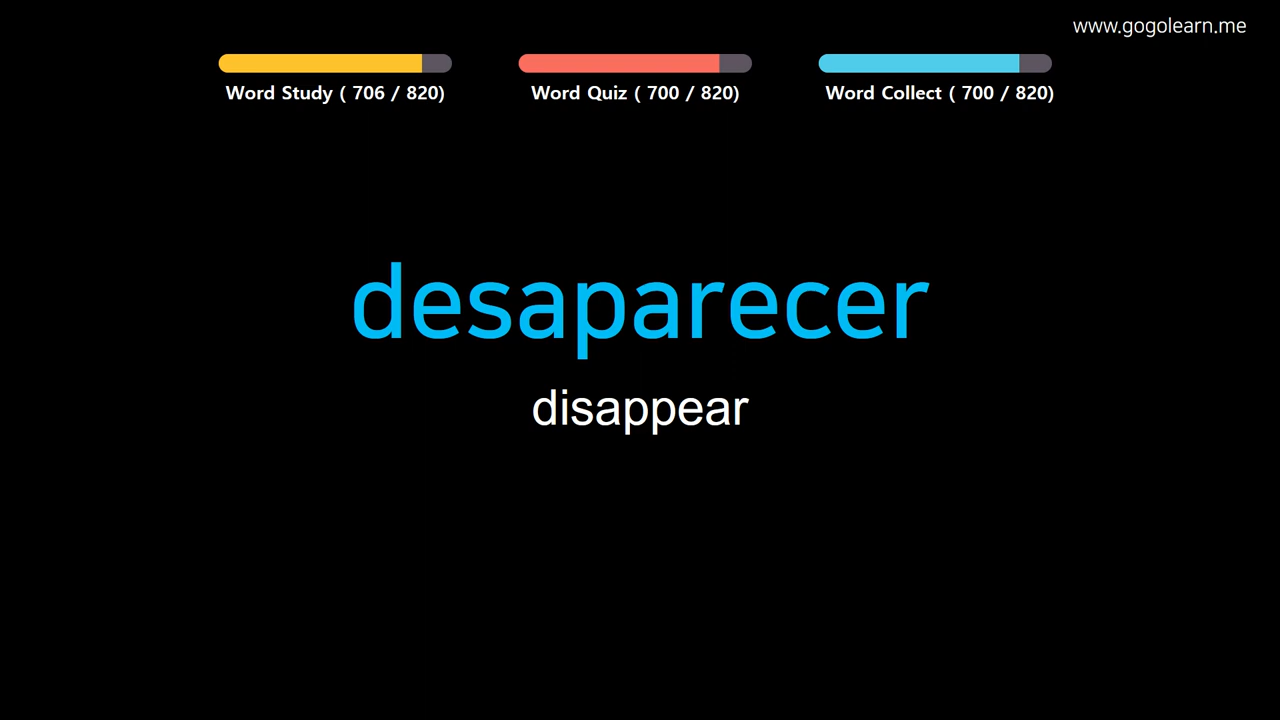 www.gogolearn.me
Word Study ( 706 / 820)
Word Quiz ( 700 / 820)
Word Collect ( 700 / 820)
desaparecer
disappear